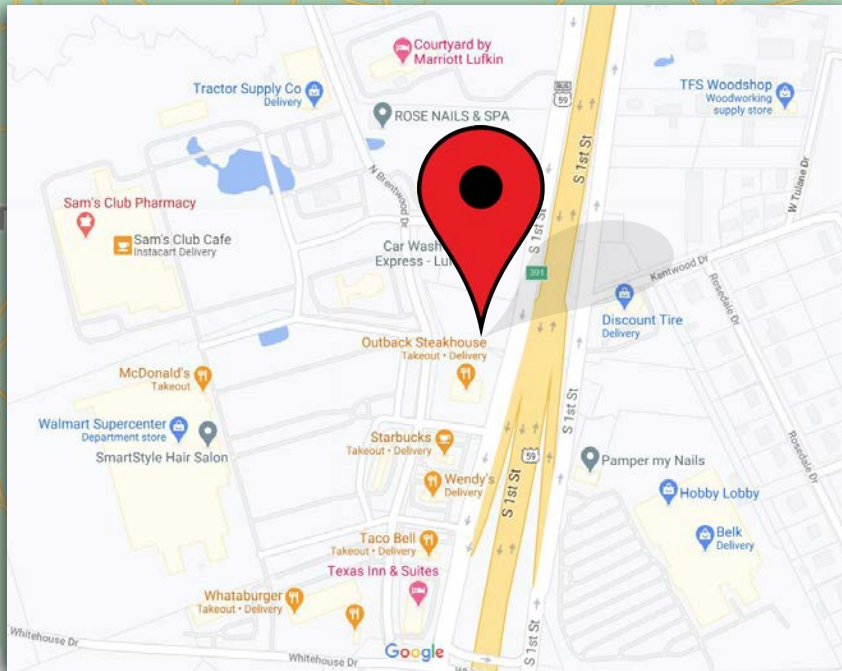 Courtyard by
Marriott Lufkin
Tractor Supply Co
Delivery
BUS
59
TFS Woodshop
Woodworking
supply store
ROSE NAILS & SPA
S 1st St
N Brentwood Dr
W Tulane Dr
Sam's Club Pharmacy
Sam's Club Cafe
Instacart Delivery
Car Wash
Express -
S 1st St
391
Kentwood Dr
Rosedale Dr
Discount Tire
Delivery
Outback Steakhouse
Takeout • Delivery
McDonald's
Takeout
Walmart Supercenter
Department store
SmartStyle Hair Salon
Starbucks
Takeout • Delivery
S 1st St
Rosedale Dr
59
Pamper my Nails
Wendy's
Delivery
S 1st St
Hobby Lobby
Belk
Delivery
Taco Bell
Takeout • Delivery
Texas Inn & Suites
Whataburger
Takeout • Delivery
S 1st St
Whitehouse Dr
Google
Whitehouse Dr